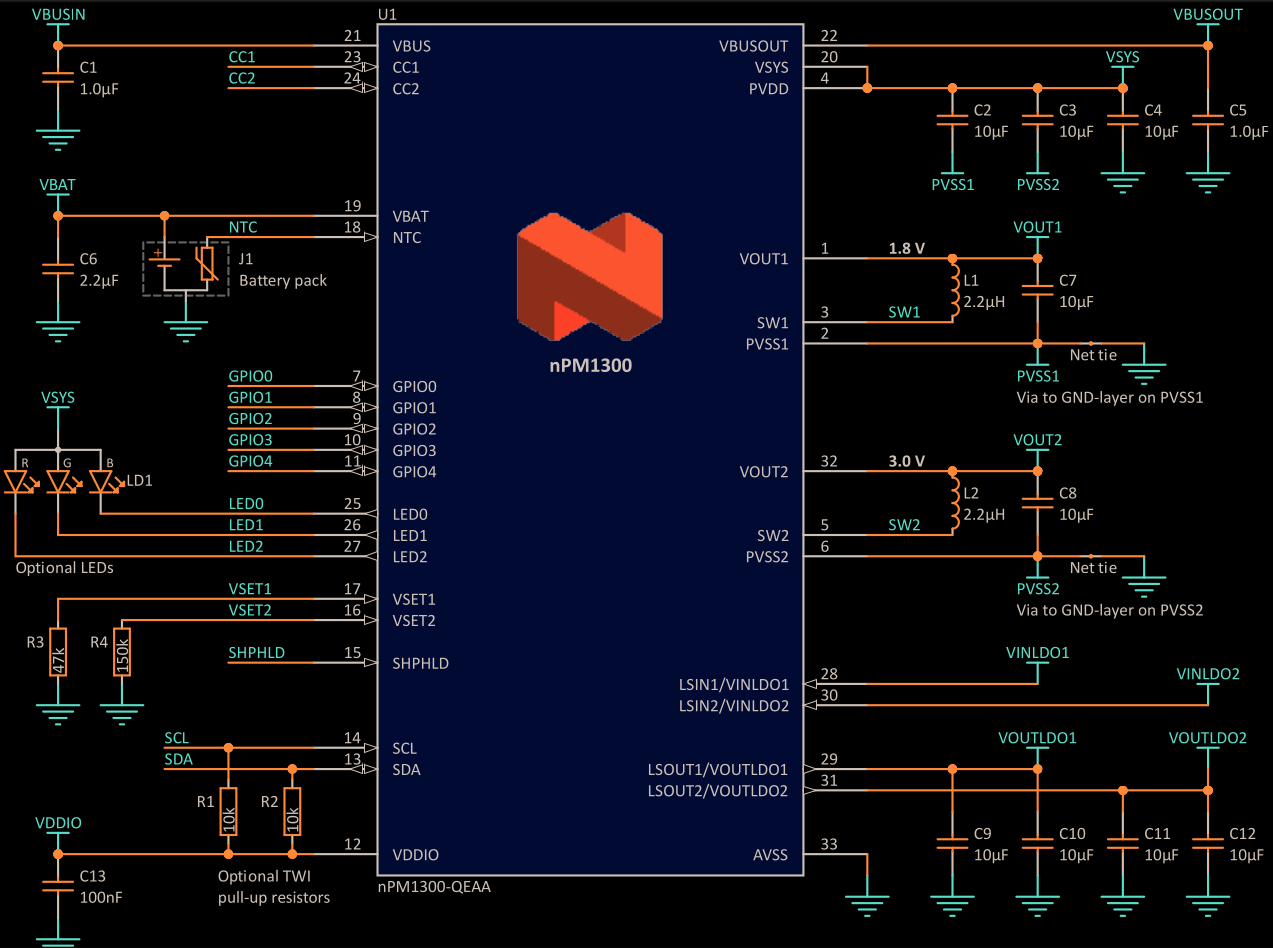 VBUSIN
U1
VBUSOUT
21
VBUS
VBUSOUT
22
CC1
23
CC1
VSYS
20
VSYS
C1
1.0µF
CC2
24
CC2
PVDD
4
C2
10µF
C3
10µF
C4
10µF
C5
1.0µF
PVSS1
PVSS2
VBAT
19
VBAT
NTC
18
NTC
C6
2.2µF
+
J1
Battery pack
nPM1300
VOUT1
VOUT1
1
1.8 V
L1
2.2µH
C7
10µF
SW1
3
SW1
PVSS1
2
Net tie
PVSS1
Via to GND-layer on PVSS1
GPIO0
7
GPIO0
GPIO1
8
GPIO1
GPIO2
9
GPIO2
GPIO3
10
GPIO3
GPIO4
11
GPIO4
VSYS
R
G
B
LD1
LED0
25
LED0
LED1
26
LED1
LED2
27
LED2
Optional LEDs
VOUT2
VOUT2
32
3.0 V
L2
2.2µH
C8
10µF
SW2
5
SW2
PVSS2
6
Net tie
PVSS2
Via to GND-layer on PVSS2
VSET1
17
VSET1
VSET2
16
VSET2
R3
47k
R4
150k
SHPHLD
15
SHPHLD
VINLDO1
LSIN1/VINLDO1
28
VINLDO2
LSIN2/VINLDO2
30
SCL
14
SCL
SDA
13
SDA
R1
10k
R2
10k
VOUTLDO1
VOUTLDO2
LSOUT1/VOUTLDO1
29
LSOUT2/VOUTLDO2
31
C9
10µF
C10
10µF
C11
10µF
C12
10µF
VDDIO
12
VDDIO
AVSS
33
C13
100nF
Optional TWI
pull-up resistors
nPM1300-QEAA